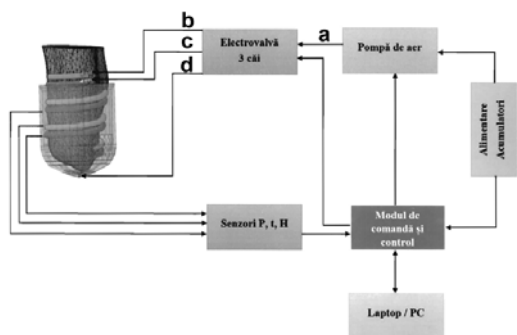 b
c
d
Electrovalvă
3 căi
a
Pompă de aer
Alimentare
Acumulatori
Senzori P, t, H
Modul de
comandă și
control
Laptop / PC